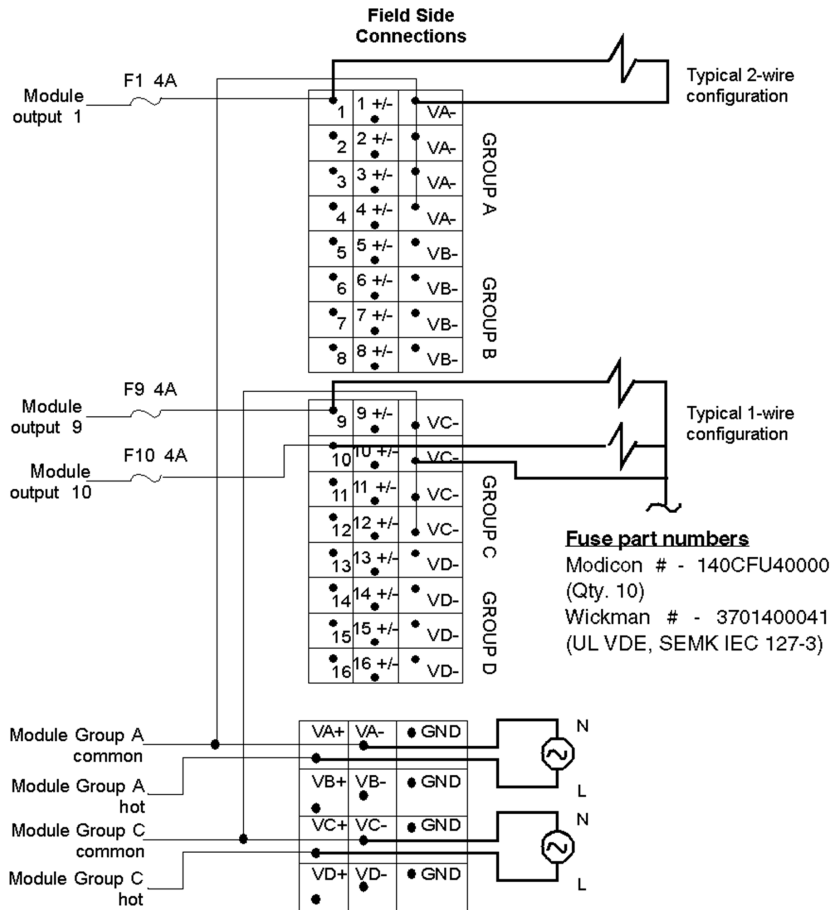 Field Side
Connections
F1 4A
Module
output 1
Typical 2-wire
configuration
1 1 +/- VA-
2 2 +/- VA-
3 3 +/- VA-
4 4 +/- VA-
GROUP A
5 5 +/- VB-
6 6 +/- VB-
7 7 +/- VB-
8 8 +/- VB-
GROUP B
F9 4A
Module
output 9
F10 4A
Module
output 10
Typical 1-wire
configuration
9 9 +/- VC-
10 10 +/- VC-
11 11 +/- VC-
12 12 +/- VC-
GROUP C
13 13 +/- VD-
14 14 +/- VD-
15 15 +/- VD-
16 16 +/- VD-
GROUP D
Fuse part numbers
Modicon # - 140CFU40000
(Qty. 10)
Wickman # - 3701400041
(UL VDE, SEMK IEC 127-3)
Module Group A
common
Module Group A
hot
Module Group C
common
Module Group C
hot
VA+ VA- GND
VB+ VB- GND
VC+ VC- GND
VD+ VD- GND
N
L
N
L